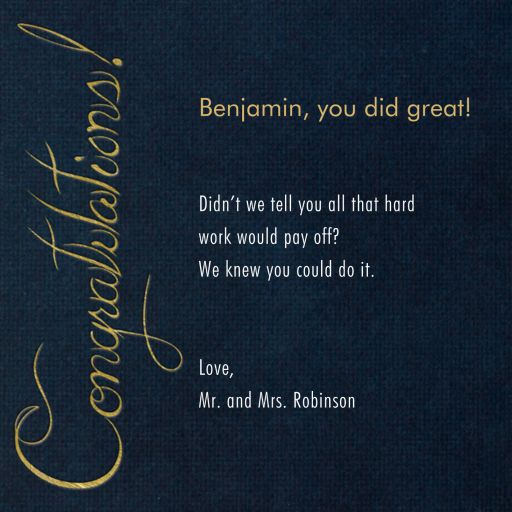 Congratulations!
Benjamin, you did great!
Didn't we tell you all that hard
work would pay off?
We knew you could do it.
Love,
Mr. and Mrs. Robinson